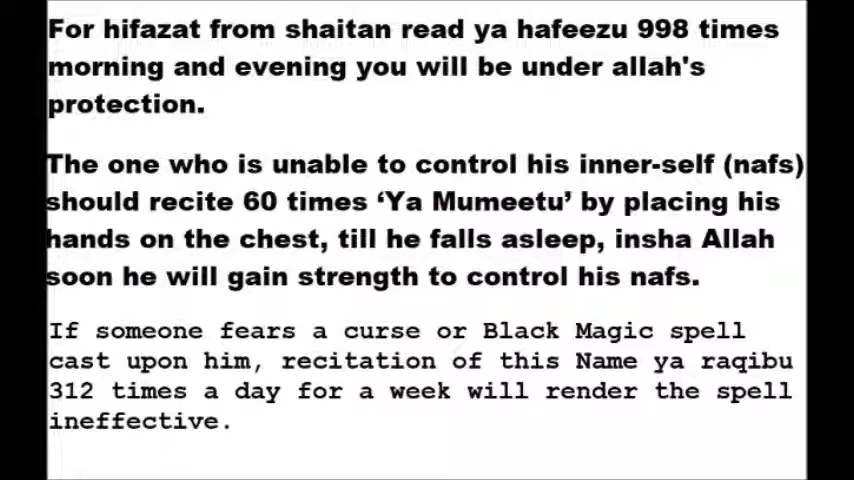 For hifazat from shaitan read ya hafeezu 998 times
morning and evening you will be under allah's
protection.
The one who is unable to control his inner-self (nafs)
should recite 60 times ‘Ya Mumeetu’ by placing his
hands on the chest, till he falls asleep, insha Allah
soon he will gain strength to control his nafs.
If someone fears a curse or Black Magic spell
cast upon him, recitation of this Name ya raqibu
312 times a day for a week will render the spell
ineffective.